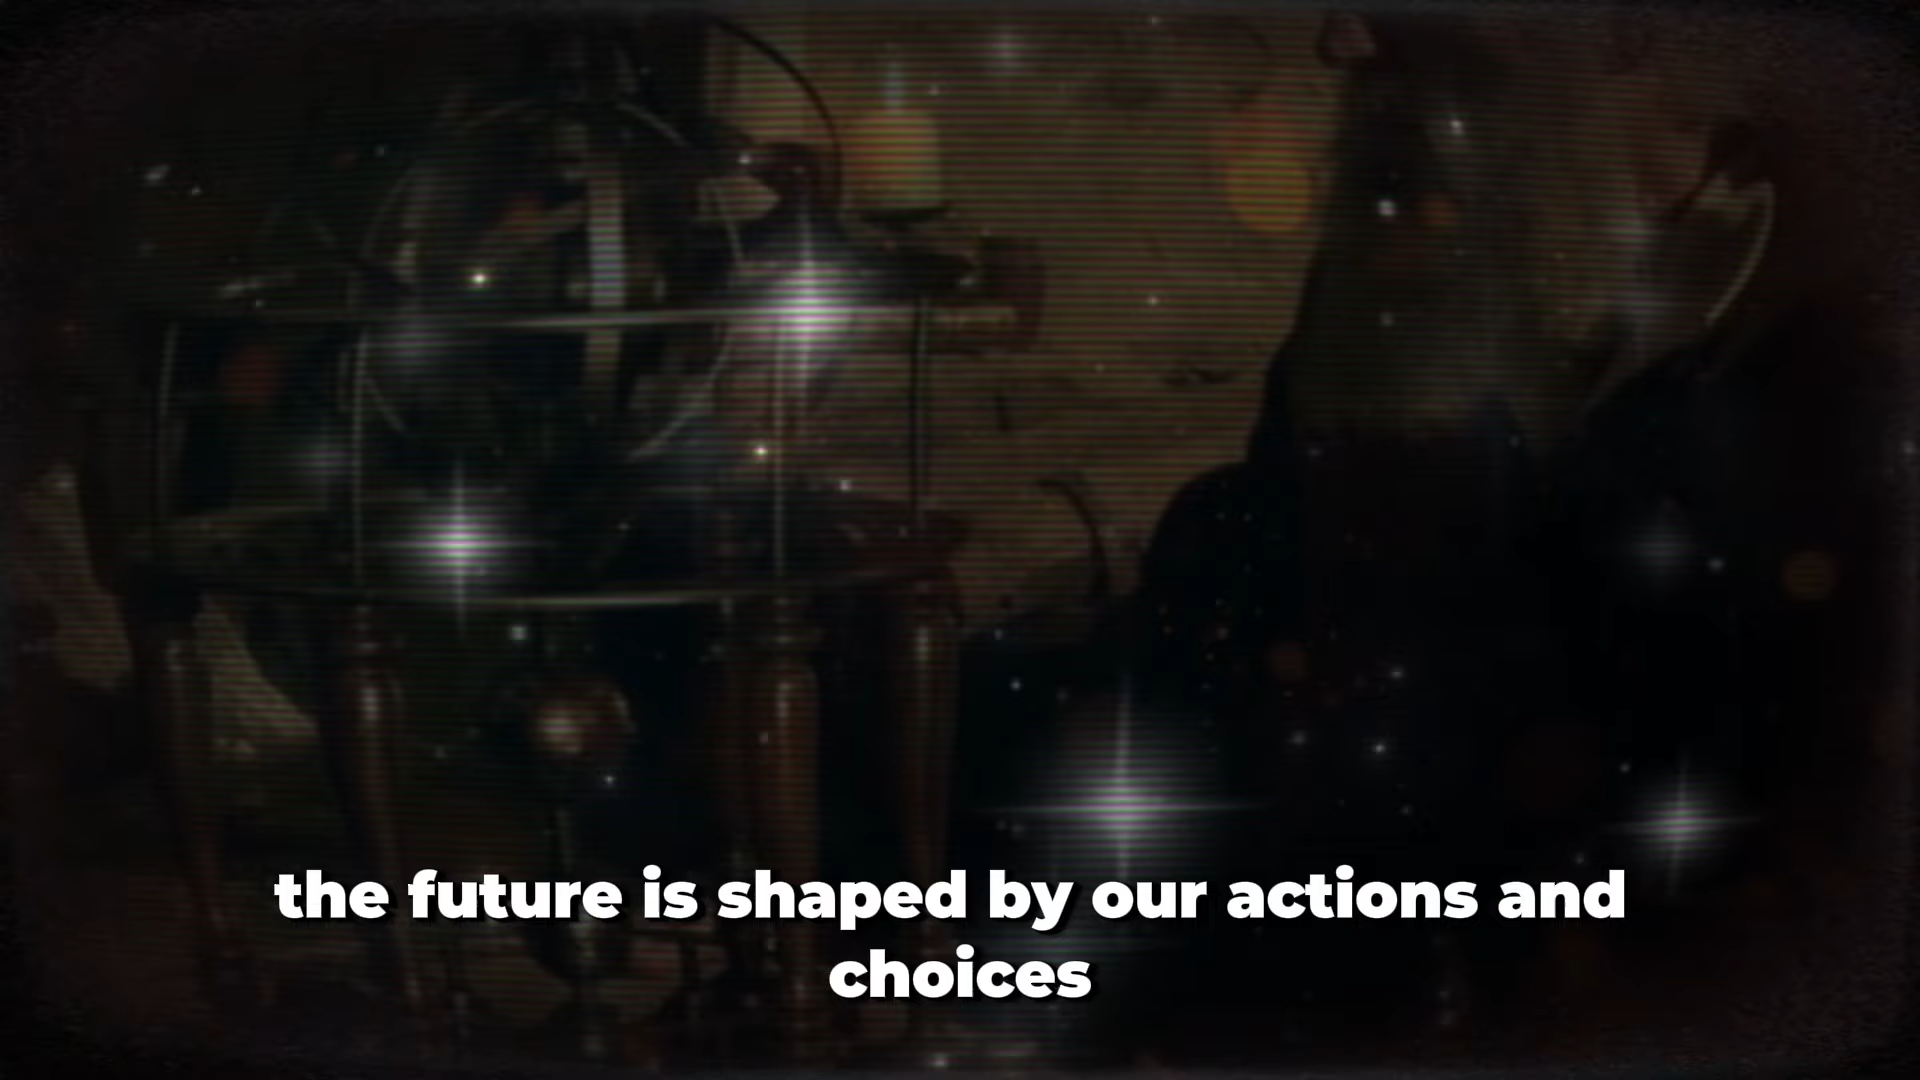 the future is shaped by our actions and
choices